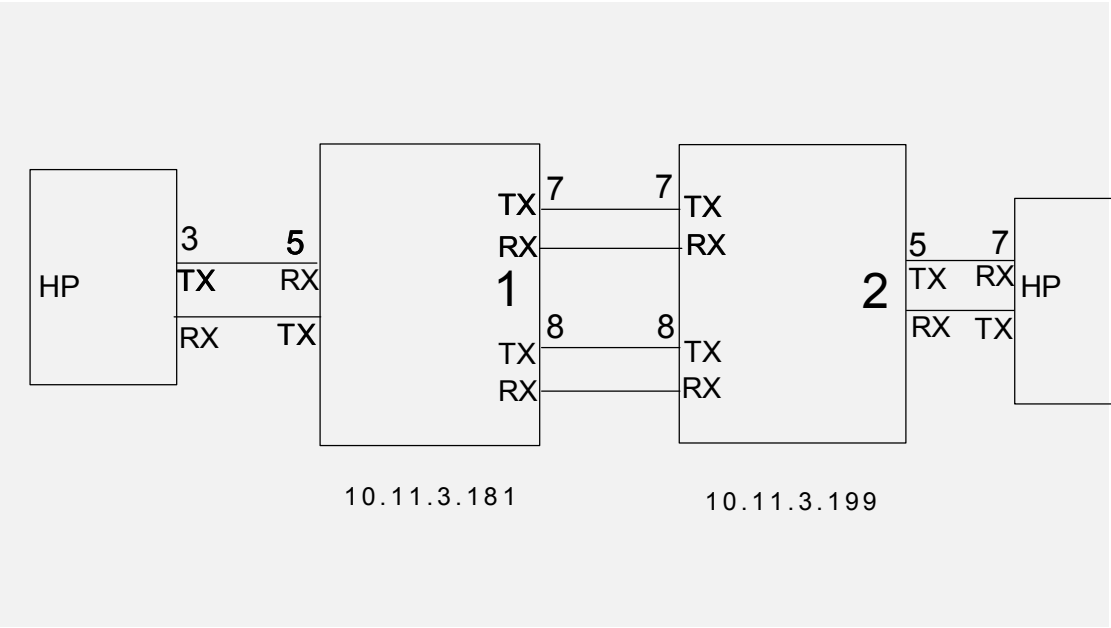 HP
3
TX
RX
5
RX
TX
1
TX
7
RX
TX
8
RX
7
TX
RX
8
TX
RX
2
5
TX
RX
7
RX
TX
HP
10.11.3.181
10.11.3.199